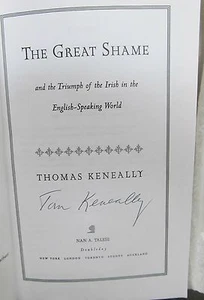 THE GREAT SHAME
and the Triumph of the Irish in the
English-Speaking World
THOMAS KENEALLY
Tom Keneally
NAN A. TALESE
Doubleday
NEW YORK LONDON TORONTO SYDNEY AUCKLAND